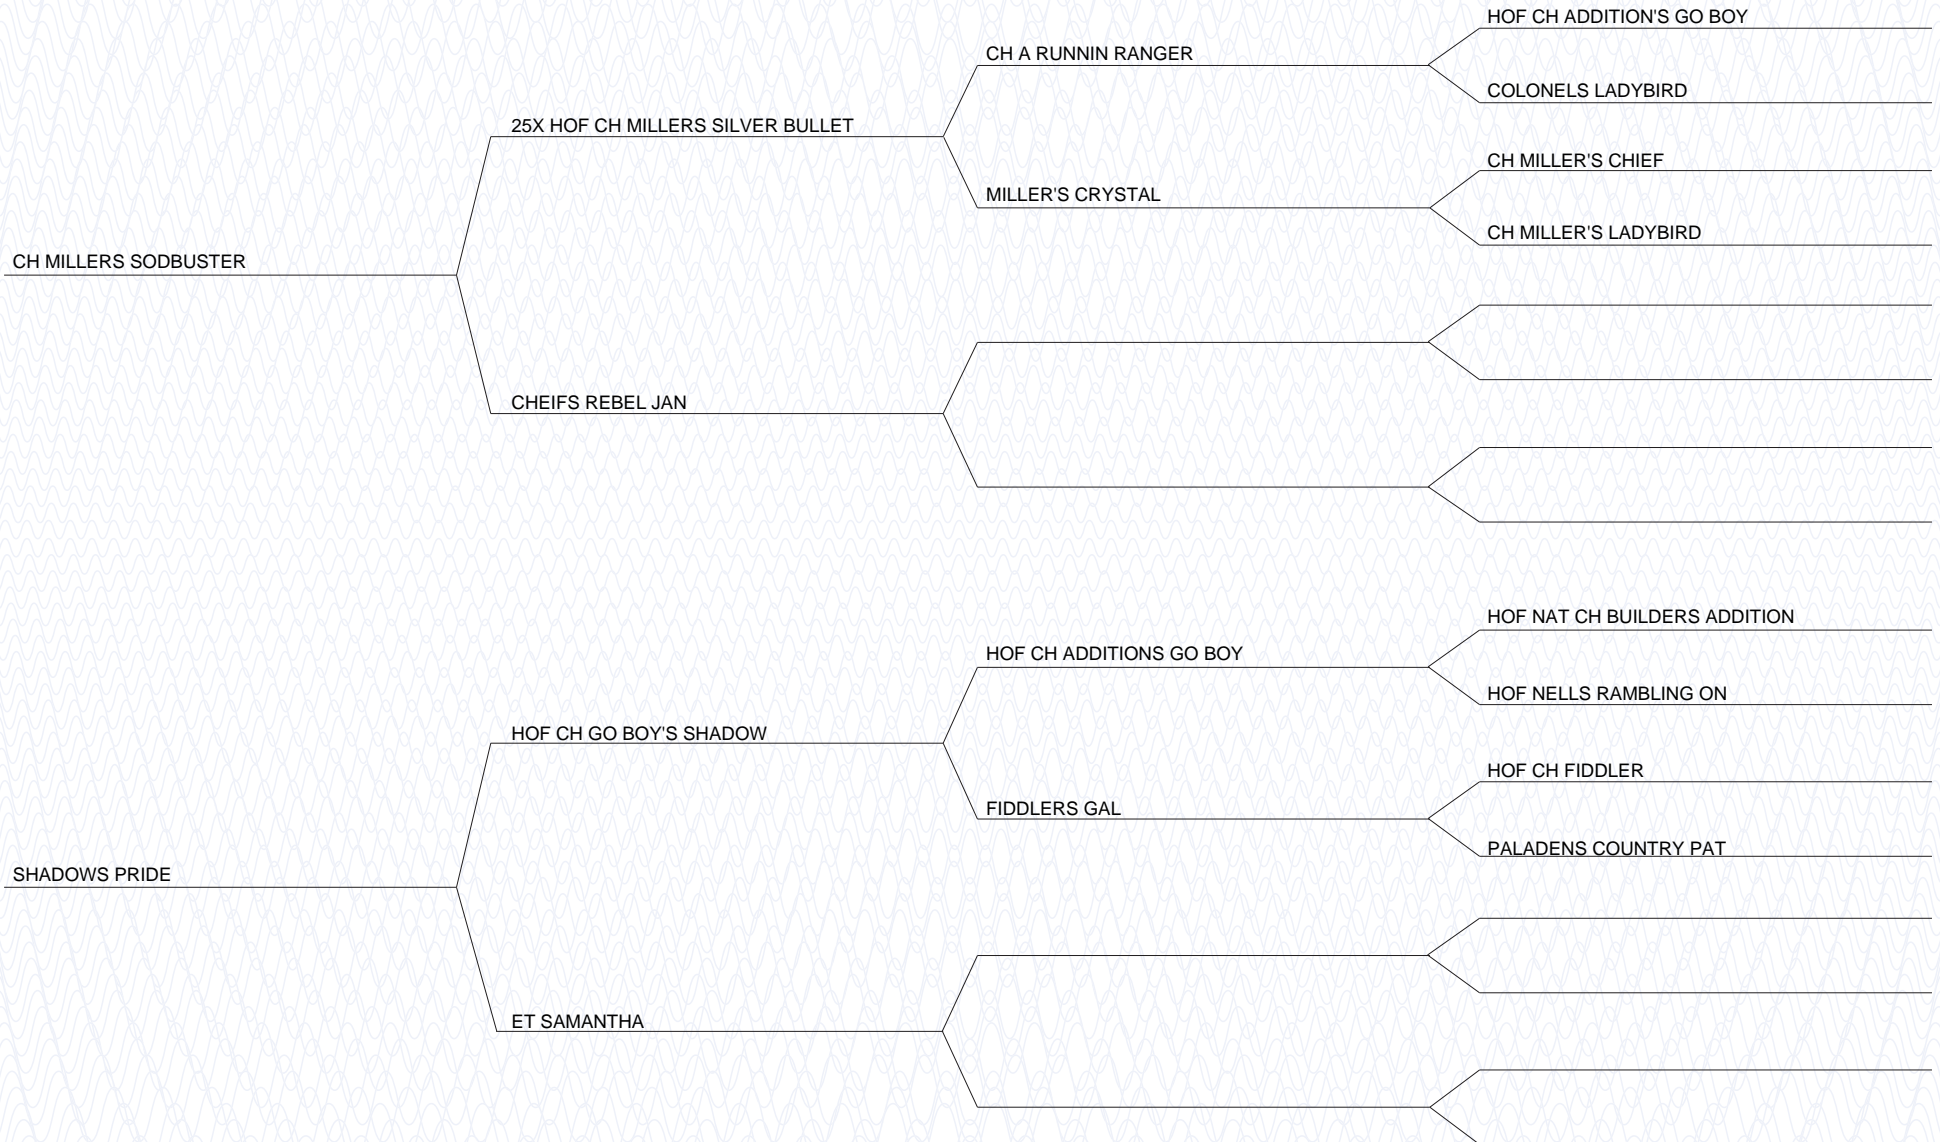 HOF CH ADDITION'S GO BOY
CH A RUNNIN RANGER
COLONELS LADYBIRD
25X HOF CH MILLERS SILVER BULLET
CH MILLER'S CHIEF
MILLER'S CRYSTAL
CH MILLER'S LADYBIRD
CH MILLERS SODBUSTER
CHEIFS REBEL JAN
HOF NAT CH BUILDERS ADDITION
HOF CH ADDITIONS GO BOY
HOF NELLS RAMBLING ON
HOF CH GO BOY'S SHADOW
HOF CH FIDDLER
FIDDLERS GAL
PALADENS COUNTRY PAT
SHADOWS PRIDE
ET SAMANTHA